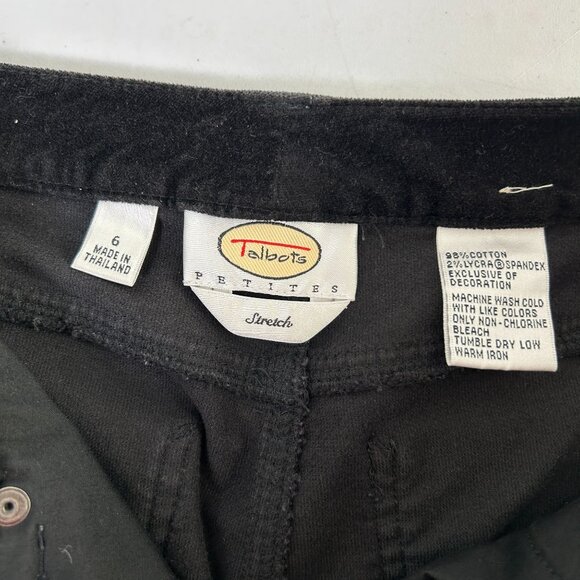 6
MADE IN
THAILAND
Talbots
PETITES
Stretch
98% COTTON
2% LYCRA® SPANDEX
EXCLUSIVE OF
DECORATION
MACHINE WASH COLD
WITH LIKE COLORS
ONLY NON-CHLORINE
BLEACH
TUMBLE DRY LOW
WARM IRON